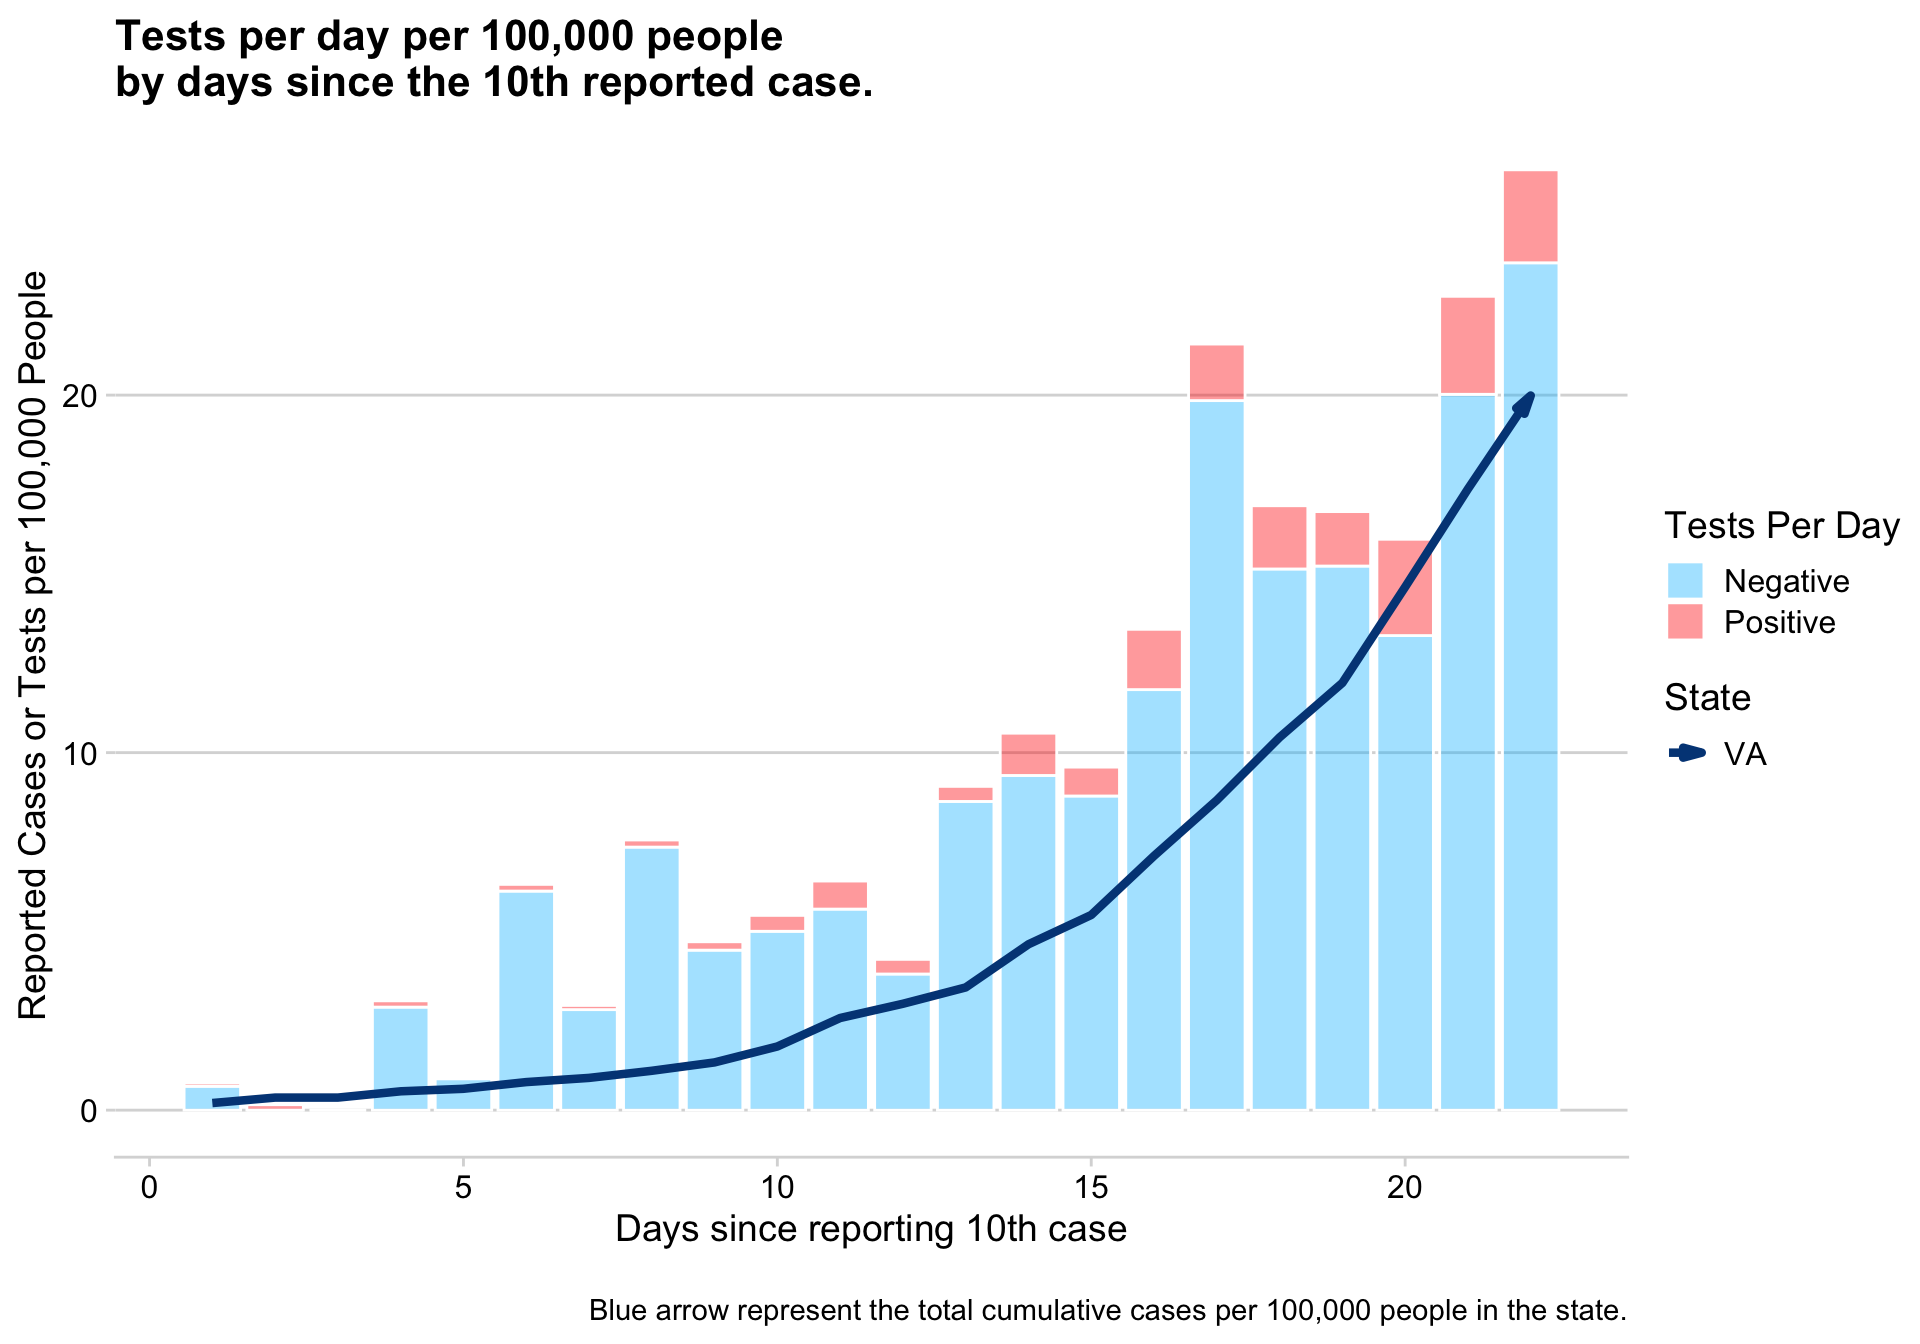 Tests per day per 100,000 people
by days since the 10th reported case.
Reported Cases or Tests per 100,000 People
20
10
0
0 5 10 15 20
Days since reporting 10th case
Tests Per Day
Negative
Positive
State
VA
Blue arrow represent the total cumulative cases per 100,000 people in the state.